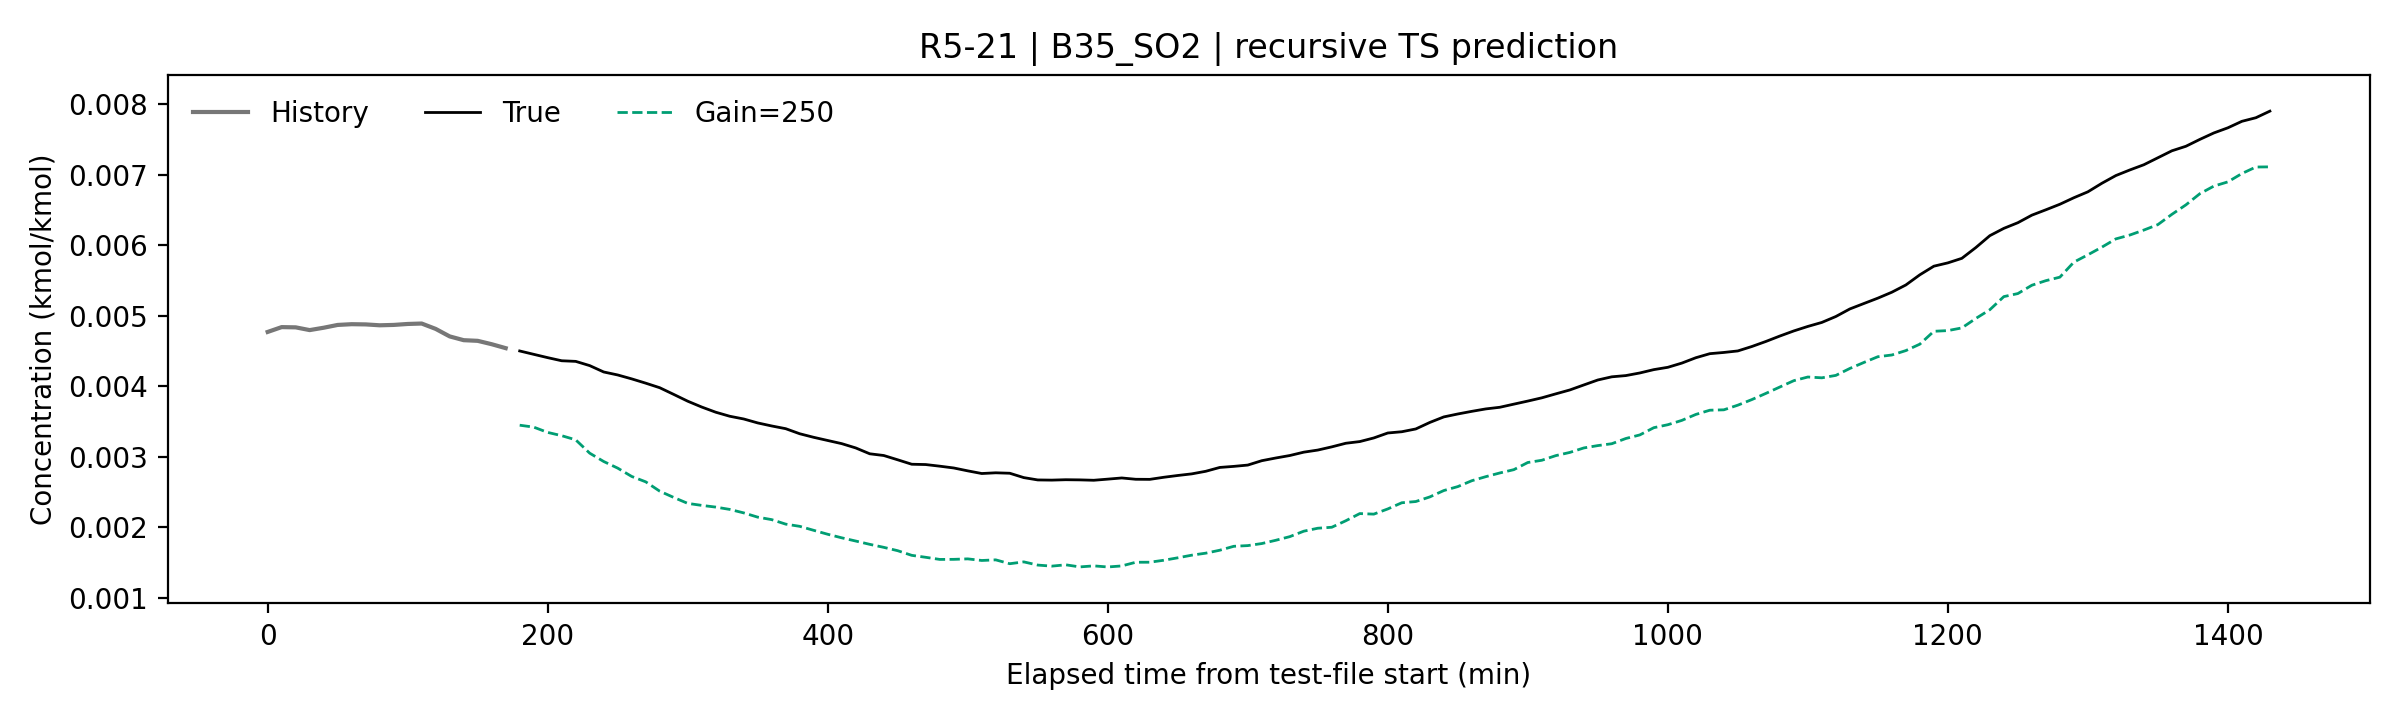 R5-21 | B35_SO2 | recursive TS prediction
History
True
Gain=250
Concentration (kmol/kmol)
0.008
0.007
0.006
0.005
0.004
0.003
0.002
0.001
0 200 400 600 800 1000 1200 1400
Elapsed time from test-file start (min)